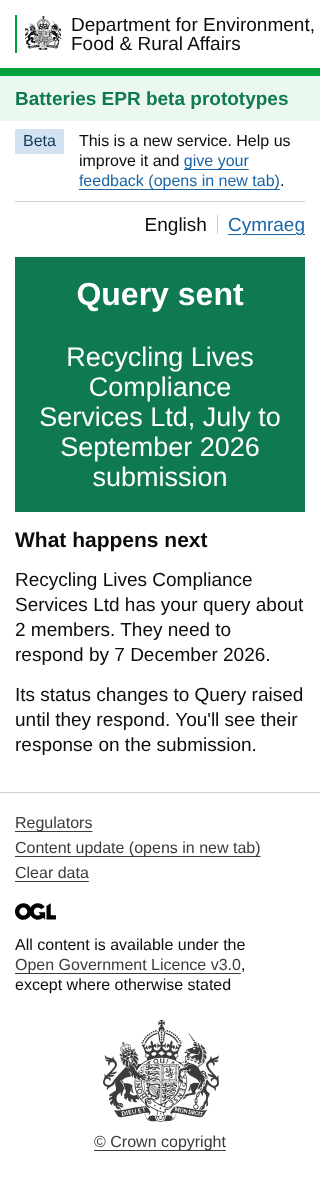 Department for Environment,
Food & Rural Affairs
Batteries EPR beta prototypes
Beta
This is a new service. Help us
improve it and give your
feedback (opens in new tab).
English
Cymraeg
Query sent
Recycling Lives
Compliance
Services Ltd, July to
September 2026
submission
What happens next
Recycling Lives Compliance
Services Ltd has your query about
2 members. They need to
respond by 7 December 2026.
Its status changes to Query raised
until they respond. You'll see their
response on the submission.
Regulators
Content update (opens in new tab)
Clear data
OGL
All content is available under the
Open Government Licence v3.0,
except where otherwise stated
DIEU ET MON DROIT
© Crown copyright